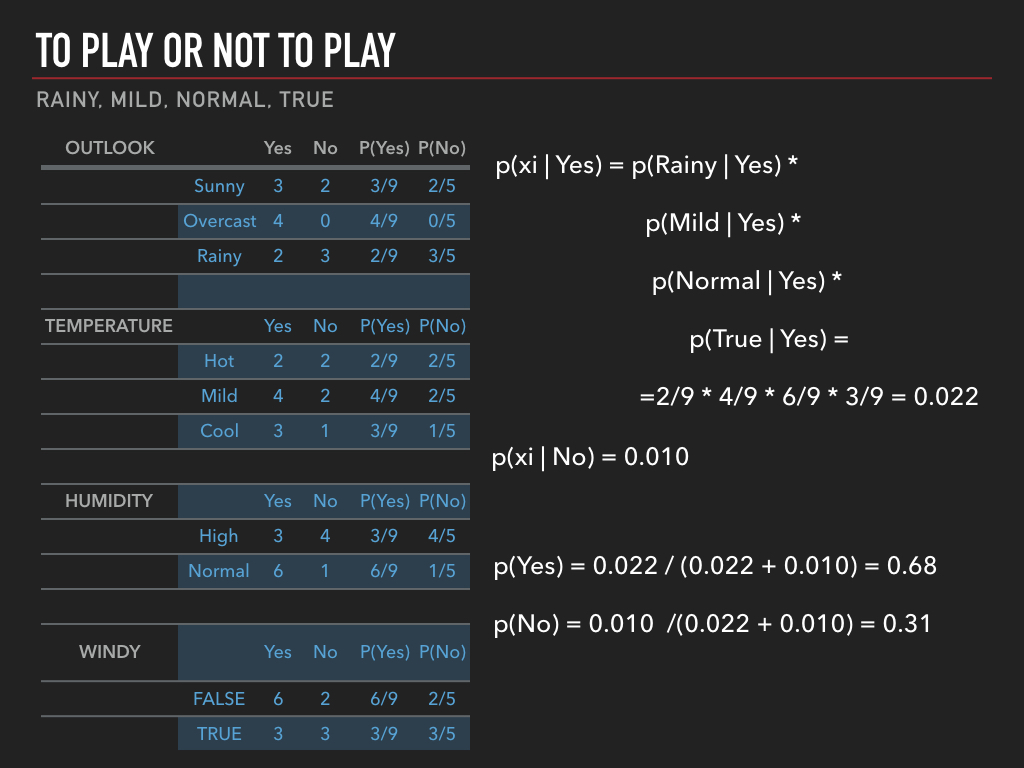 TO PLAY OR NOT TO PLAY
RAINY, MILD, NORMAL, TRUE
OUTLOOK Yes No P(Yes) P(No)
Sunny 3 2 3/9 2/5
Overcast 4 0 4/9 0/5
Rainy 2 3 2/9 3/5
TEMPERATURE Yes No P(Yes) P(No)
Hot 2 2 2/9 2/5
Mild 4 2 4/9 2/5
Cool 3 1 3/9 1/5
HUMIDITY Yes No P(Yes) P(No)
High 3 4 3/9 4/5
Normal 6 1 6/9 1/5
WINDY Yes No P(Yes) P(No)
FALSE 6 2 6/9 2/5
TRUE 3 3 3/9 3/5
p(xi | Yes) = p(Rainy | Yes) *
p(Mild | Yes) *
p(Normal | Yes) *
p(True | Yes) =
=2/9 * 4/9 * 6/9 * 3/9 = 0.022
p(xi | No) = 0.010
p(Yes) = 0.022 / (0.022 + 0.010) = 0.68
p(No) = 0.010 /(0.022 + 0.010) = 0.31